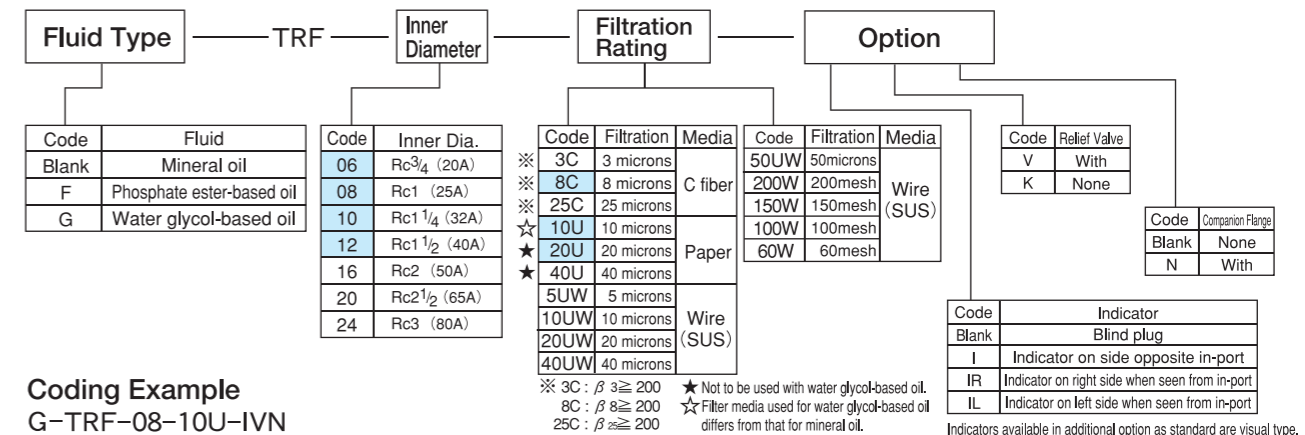 Fluid Type — TRF — Inner Diameter — Filtration Rating — Option
Code Fluid
Blank Mineral oil
F Phosphate ester-based oil
G Water glycol-based oil
Code Inner Dia.
06 Rc3/4 (20A)
08 Rc1 (25A)
10 Rc1 1/4 (32A)
12 Rc1 1/2 (40A)
16 Rc2 (50A)
20 Rc2 1/2 (65A)
24 Rc3 (80A)
Code Filtration Media
※ 3C 3 microns
※ 8C 8 microns C fiber
※ 25C 25 microns
☆ 10U 10 microns
★ 20U 20 microns Paper
★ 40U 40 microns
5UW 5 microns
10UW 10 microns Wire
20UW 20 microns (SUS)
40UW 40 microns
※ 3C : β 3≧ 200
8C : β 8≧ 200
25C : β 25≧ 200
★ Not to be used with water glycol-based oil.
☆ Filter media used for water glycol-based oil
differs from that for mineral oil.
Code Filtration Media
50UW 50microns
200W 200mesh Wire
150W 150mesh (SUS)
100W 100mesh
60W 60mesh
Code Relief Valve
V With
K None
Code Companion Flange
Blank None
N With
Code Indicator
Blank Blind plug
I Indicator on side opposite in-port
IR Indicator on right side when seen from in-port
IL Indicator on left side when seen from in-port
Indicators available in additional option as standard are visual type.
Coding Example
G-TRF-08-10U-IVN